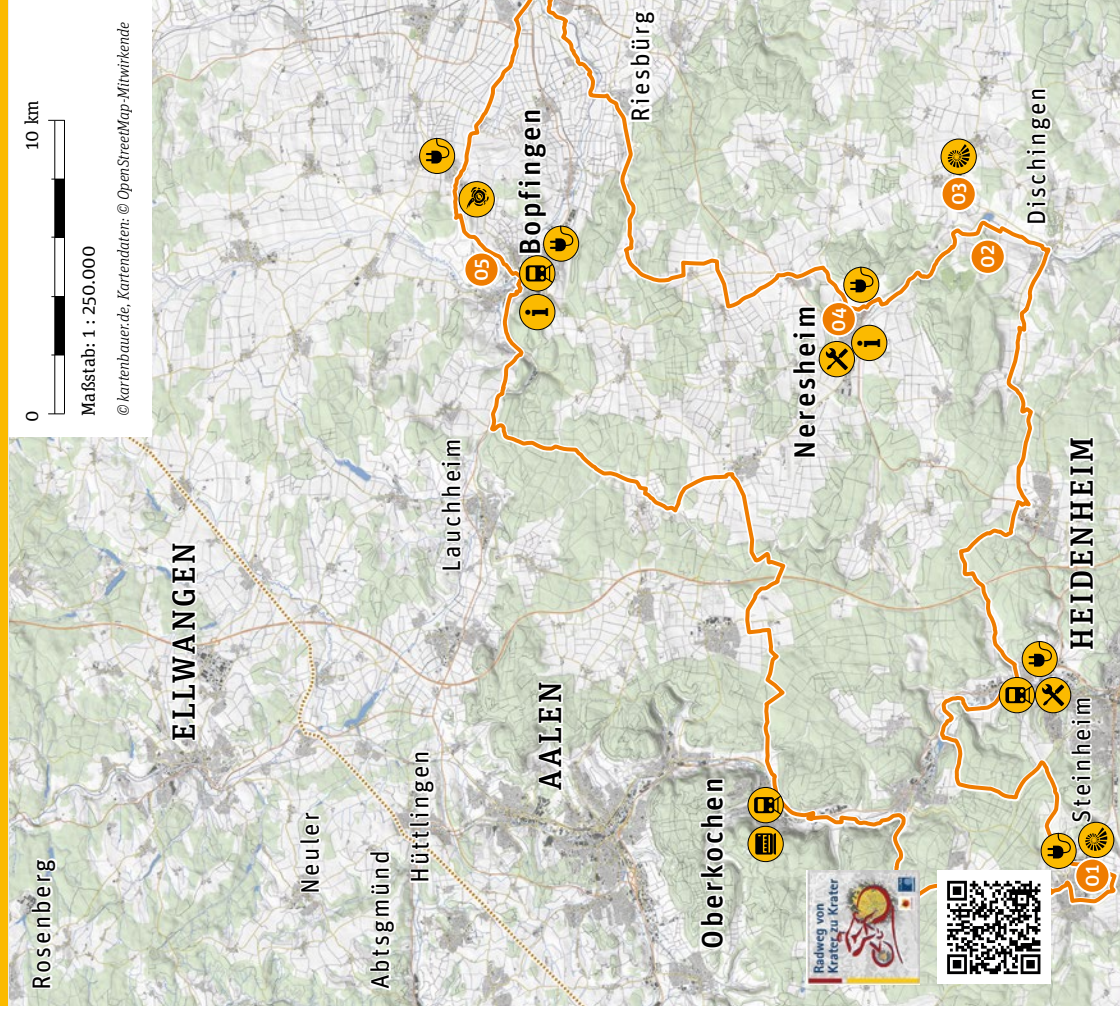 0
10 km
Maßstab: 1 : 250.000
© kartenbauer.de, Kartendaten: © OpenStreetMap-Mitwirkende
Rosenberg
ELLWANGEN
Neuler
Abtsgmünd
Hüttlingen
Lauchheim
AALEN
Bopfingen
Riesbürg
05
i
Oberkochen
Neresheim
04
i
03
02
Dischingen
HEIDENHEIM
Steinheim
01
Radweg von
Krater zu Krater